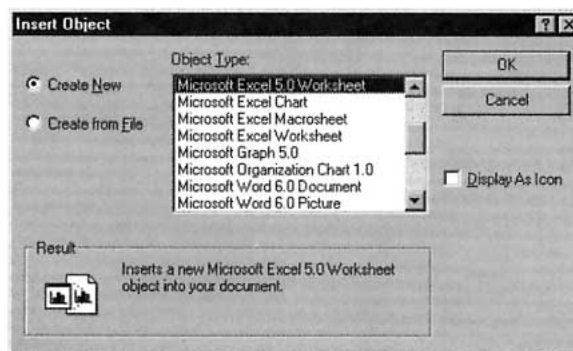 Insert Object
Object Type:
Create New
Create from File
Microsoft Excel 5.0 Worksheet
Microsoft Excel Chart
Microsoft Excel Macrosheet
Microsoft Excel Worksheet
Microsoft Graph 5.0
Microsoft Organization Chart 1.0
Microsoft Word 6.0 Document
Microsoft Word 6.0 Picture
OK
Cancel
Display As Icon
Result
Inserts a new Microsoft Excel 5.0 Worksheet
object into your document.